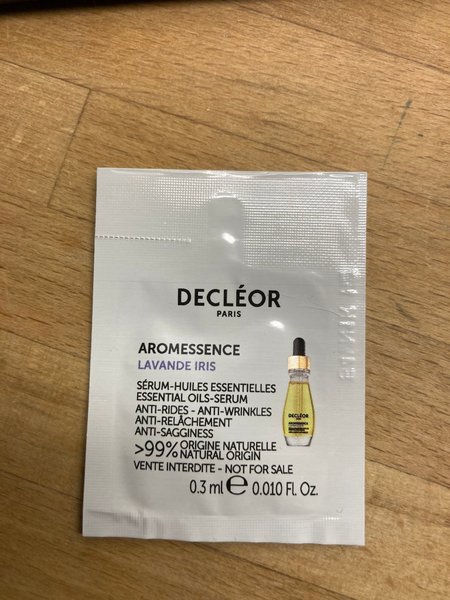 DECLÉOR
PARIS
AROMESSENCE
LAVANDE IRIS
SÉRUM-HUILES ESSENTIELLES
ESSENTIAL OILS-SERUM
ANTI-RIDES - ANTI-WRINKLES
ANTI-RELÂCHEMENT
ANTI-SAGGINESS
>99% ORIGINE NATURELLE
NATURAL ORIGIN
VENTE INTERDITE - NOT FOR SALE
0.3 ml e 0.010 Fl. Oz.
DECLÉOR